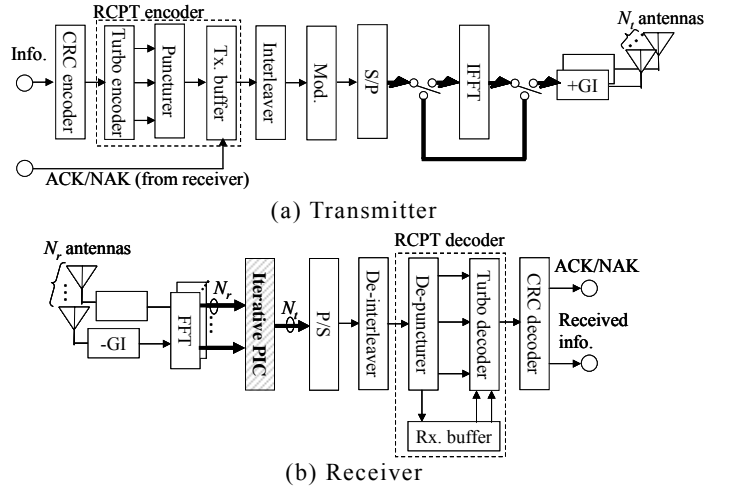 RCPT encoder
Nt antennas
Info.
CRC encoder
Turbo encoder
Puncturer
Tx. buffer
Interleaver
Mod.
S/P
IFFT
+GI
ACK/NAK (from receiver)
(a) Transmitter
Nr antennas
RCPT decoder
ACK/NAK
Nr
Nt
FFT
-GI
Iterative PIC
P/S
De-interleaver
De-puncturer
Turbo decoder
CRC decoder
Received
info.
Rx. buffer
(b) Receiver